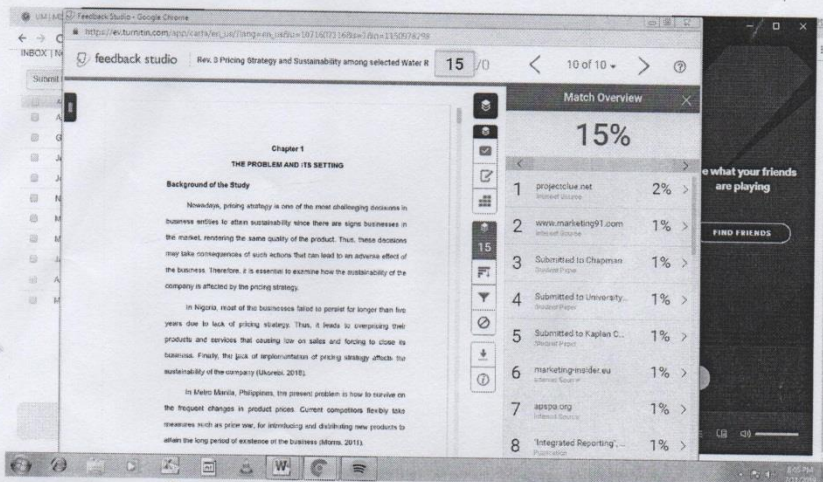 Feedback Studio - Google Chrome
https://ev.turnitin.com/app/carta/en_us/?lang=en_us&u=1071607316&s=1&o=1150978298
INBOX | N
Submit
feedback studio
Rev. 3 Pricing Strategy and Sustainability among selected Water R
15 /0
10 of 10
Match Overview
15%
Chapter 1
THE PROBLEM AND ITS SETTING
Background of the Study
Nowadays, pricing strategy is one of the most challenging decisions in
business entities to attain sustainability since there are signs businesses in
the market, rendering the same quality of the product. Thus, these decisions
may take consequences of such actions that can lead to an adverse effect of
the business. Therefore, it is essential to examine how the sustainability of the
company is affected by the pricing strategy.
In Nigeria, most of the businesses failed to persist for longer than five
years due to lack of pricing strategy. Thus, it leads to overpricing their
products and services that causing low on sales and forcing to close its
business. Finally, the lack of implementation of pricing strategy affects the
sustainability of the company
In Metro Manila, Philippines, the present problem is how to survive on
the frequent changes in product prices. Current competitors flexibly take
measures such as price war, for introducing and distributing new products to
attain the long period of existence of the business (Morris, 2011).
15
1 projectclue.net 2%
Internet Source
2 www.marketing91.com 1%
Internet Source
3 Submitted to Chapman 1%
Student Paper
4 Submitted to University... 1%
Student Paper
5 Submitted to Kaplan C... 1%
Student Paper
6 marketing-insider.eu 1%
Internet Source
7 apspa.org 1%
Internet Source
8 "Integrated Reporting", ... 1%
Publication
e what your friends
are playing
FIND FRIENDS
8:05 PM